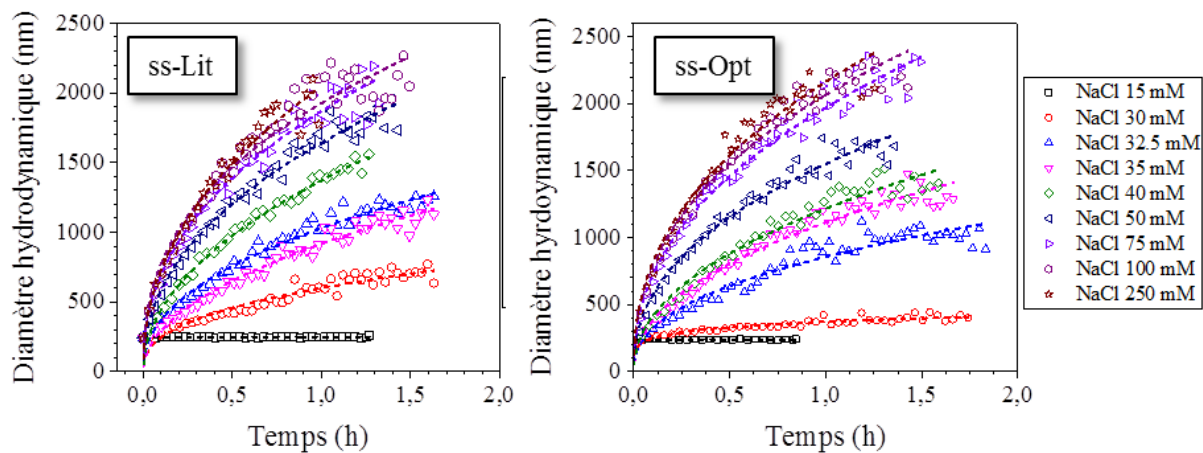 Diamètre hydrodynamique (nm)
2500
2000
1500
1000
500
0
ss-Lit
0,0
0,5
1,0
1,5
2,0
Temps (h)
Diamètre hyrdoynamique (nm)
2500
2000
1500
1000
500
0
ss-Opt
0,0
0,5
1,0
1,5
2,0
Temps (h)
NaCl 15 mM
NaCl 30 mM
NaCl 32.5 mM
NaCl 35 mM
NaCl 40 mM
NaCl 50 mM
NaCl 75 mM
NaCl 100 mM
NaCl 250 mM